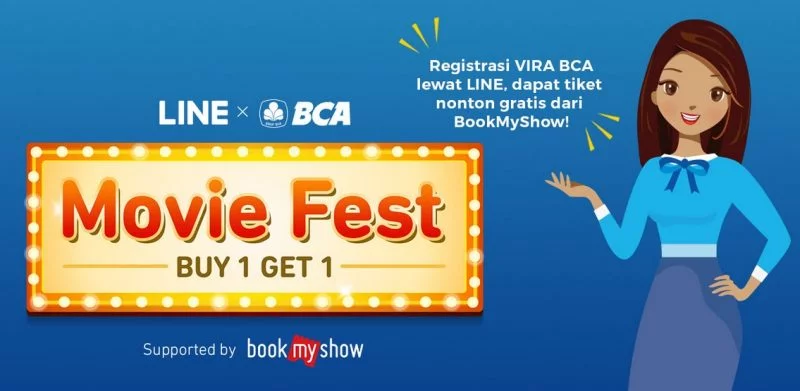 LINE × BCA
Movie Fest
BUY 1 GET 1
Supported by bookmyshow
Registrasi VIRA BCA
lewat LINE, dapat tiket
nonton gratis dari
BookMyShow!